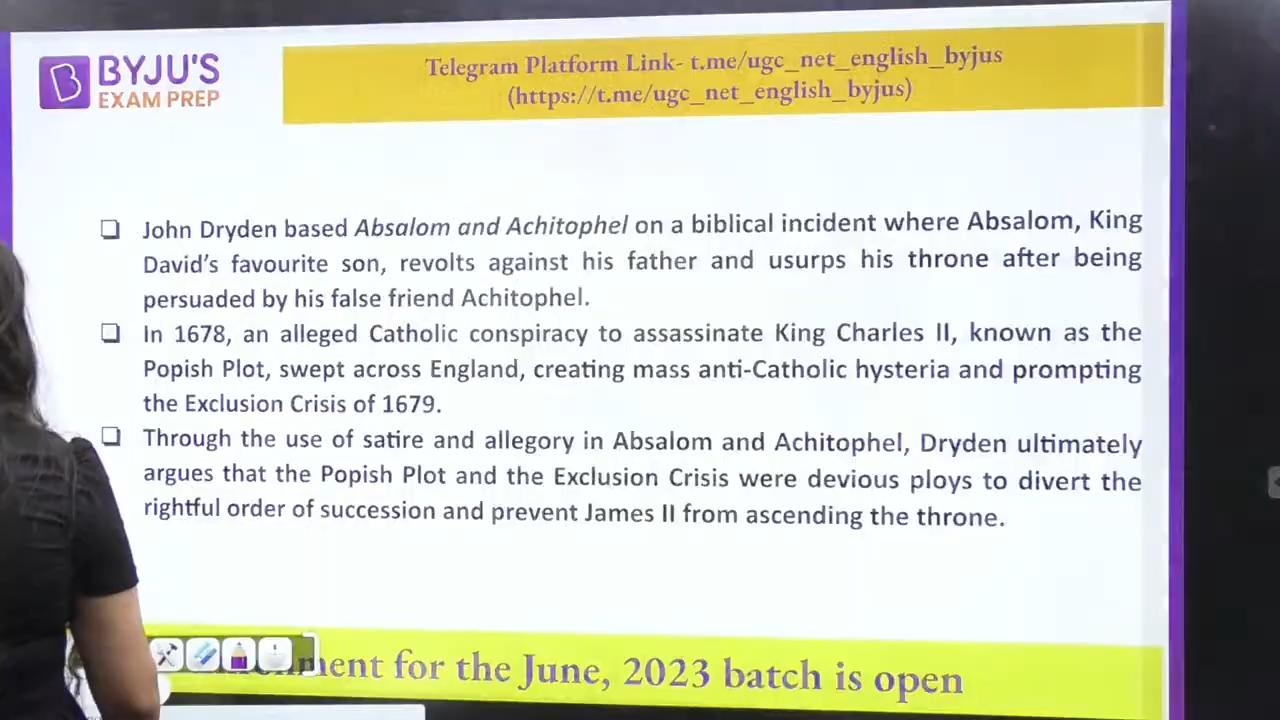 BYJU'S
EXAM PREP
Telegram Platform Link- t.me/ugc_net_english_byjus
(https://t.me/ugc_net_english_byjus)
John Dryden based Absalom and Achitophel on a biblical incident where Absalom, King
David's favourite son, revolts against his father and usurps his throne after being
persuaded by his false friend Achitophel.
In 1678, an alleged Catholic conspiracy to assassinate King Charles II, known as the
Popish Plot, swept across England, creating mass anti-Catholic hysteria and prompting
the Exclusion Crisis of 1679.
Through the use of satire and allegory in Absalom and Achitophel, Dryden ultimately
argues that the Popish Plot and the Exclusion Crisis were devious ploys to divert the
rightful order of succession and prevent James II from ascending the throne.
for the June, 2023 batch is open